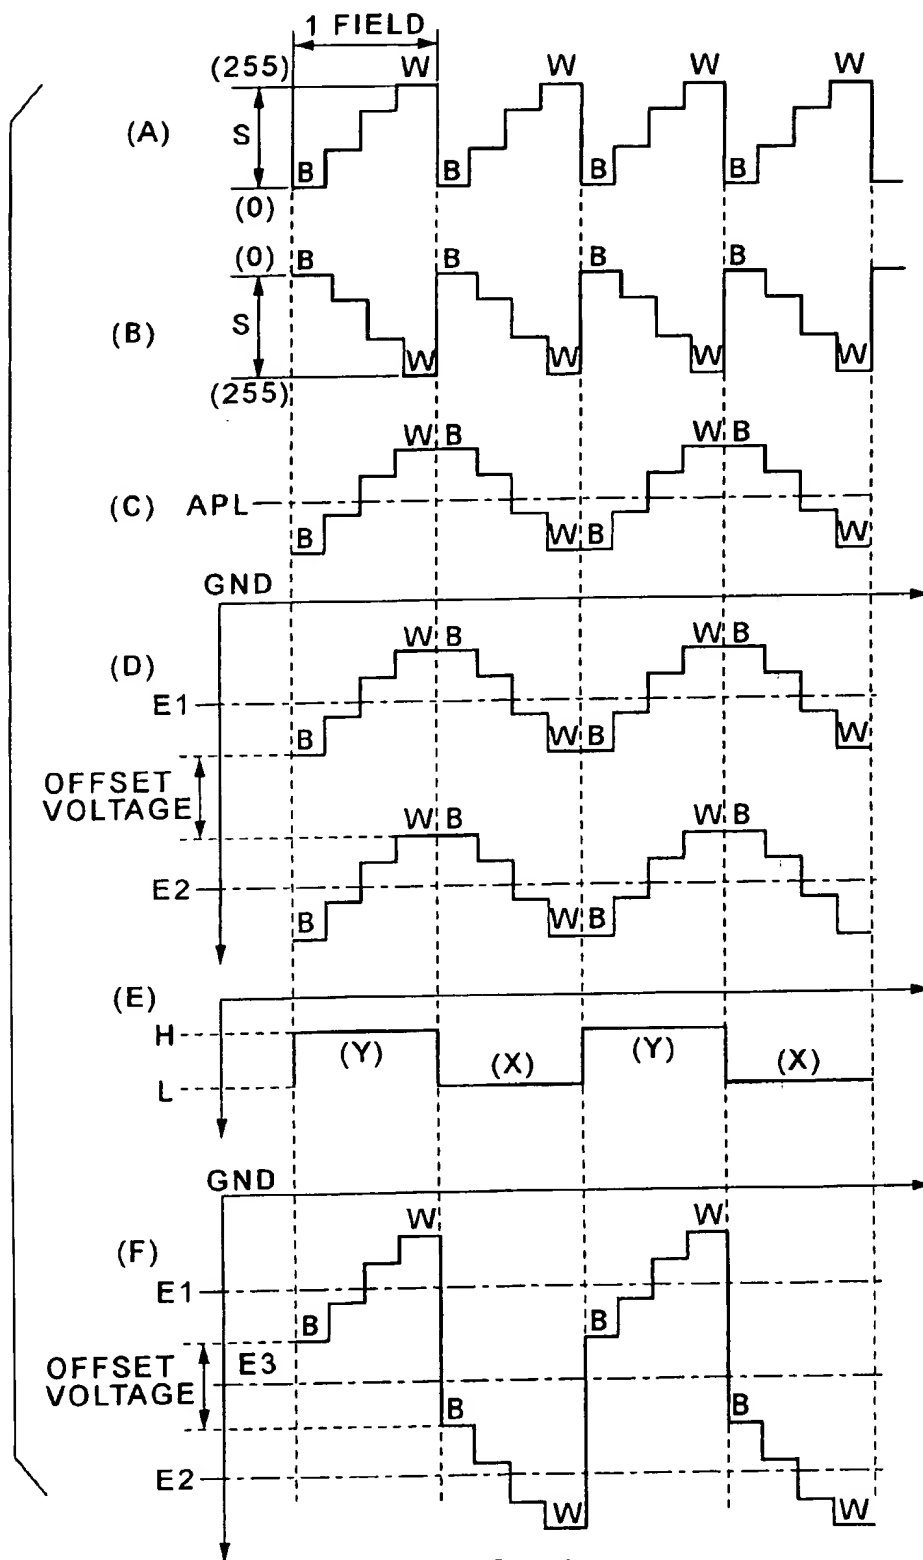 1 FIELD
(255) W W W W
(A) S
B B B B
(0)
(0) B B B B
(B) S
W W W W
(255)
W B W B
(C) APL
B W B W
GND
(D) W B W B
E1
B W B W
OFFSET
VOLTAGE
W B W B
E2
B W B
(E)
H
(Y) (X) (Y) (X)
L
GND
W W
(F)
E1
B B
OFFSET
VOLTAGE
E3
B B
E2
W W